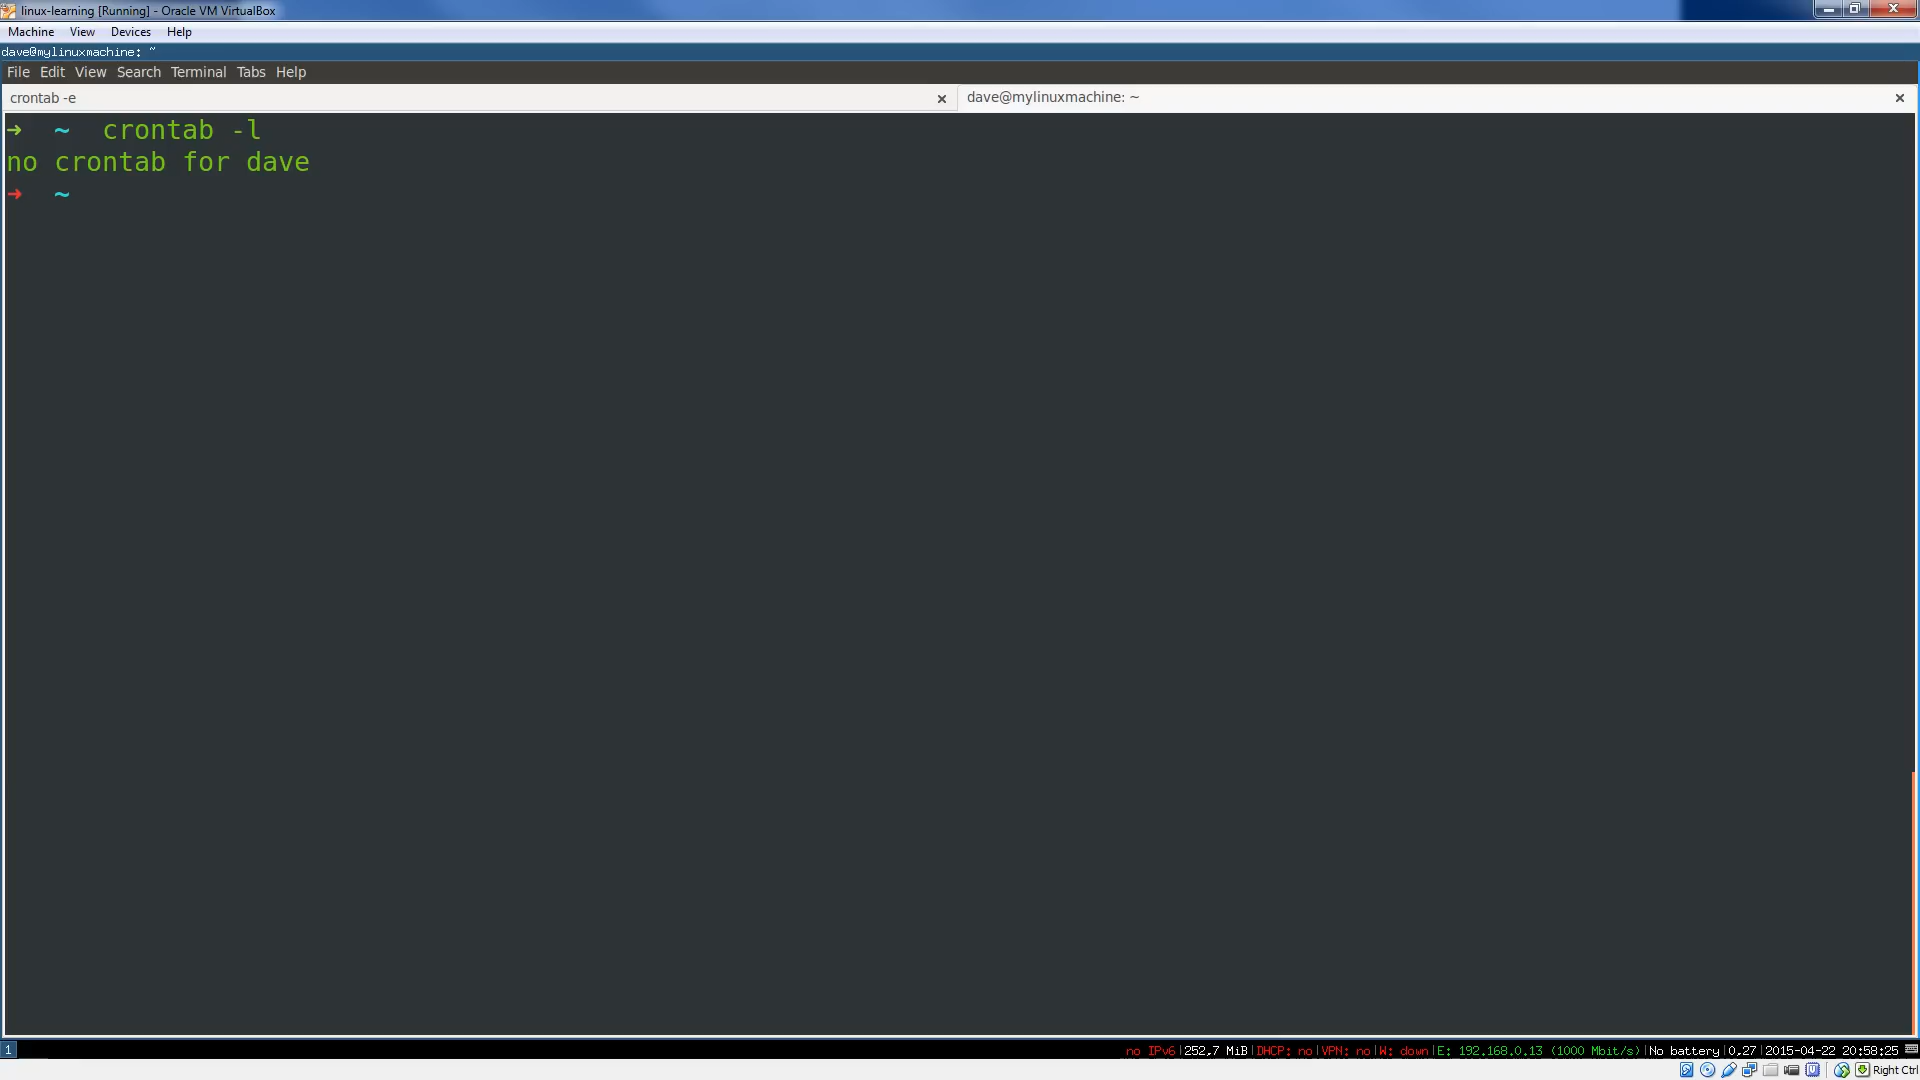 linux-learning [Running] - Oracle VM VirtualBox
Machine View Devices Help
dave@mylinuxmachine: ~
File Edit View Search Terminal Tabs Help
crontab -e
dave@mylinuxmachine: ~
➜ ~ crontab -l
no crontab for dave
➜ ~
1
no IPv6|252,7 MiB|DHCP: no|VPN: no|W: down|E: 192.168.0.13 (1000 Mbit/s)|No battery|0,27|2015-04-22 20:58:25
Right Ctrl